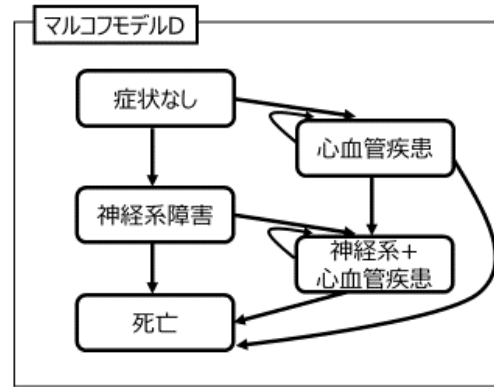 マルコフモデルD
症状なし
心血管疾患
神経系障害
神経系+
心血管疾患
死亡